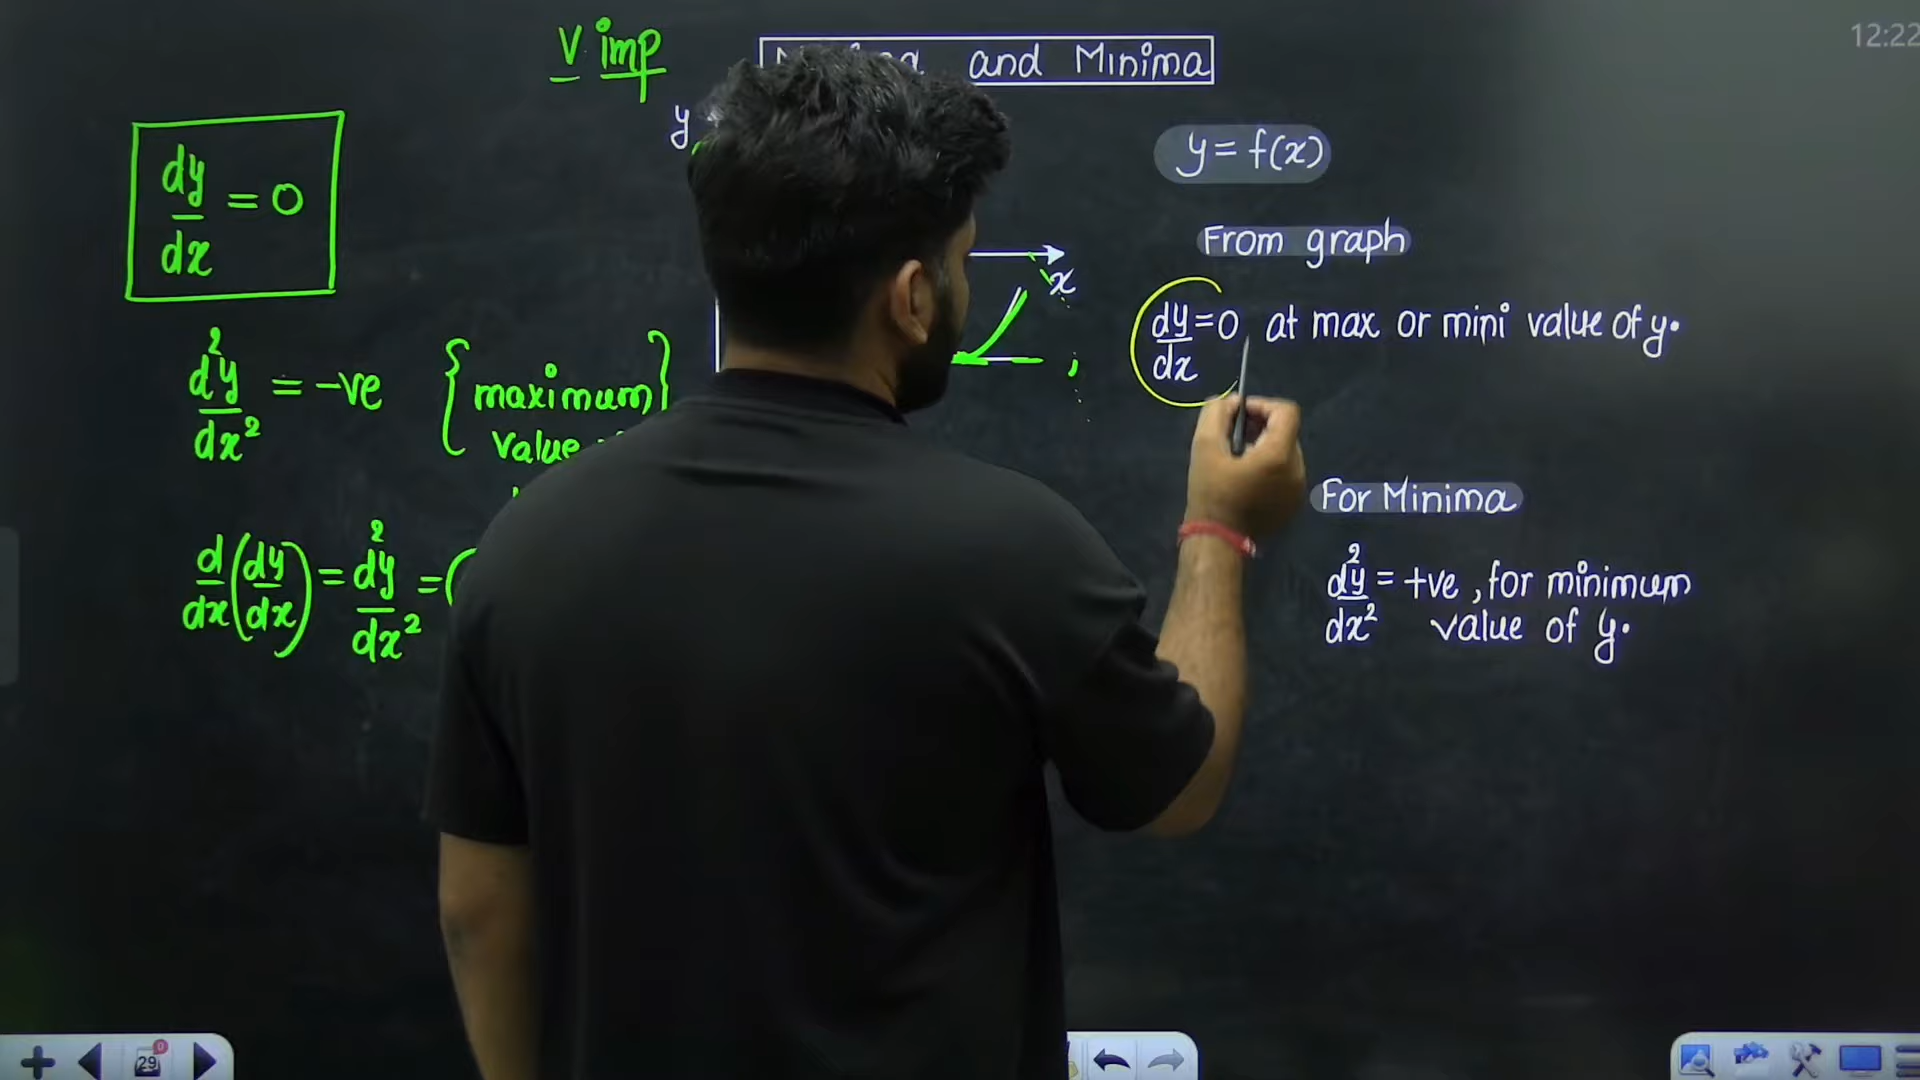 V imp
and Minima
12:22
y
y = f(x)
dy/dx = 0
From graph
x
dy/dx = 0 at max or mini value of y.
d²y/dx² = -ve { maximum }
value
For Minima
d/dx (dy/dx) = d²y/dx² = (
d²y/dx² = +ve , for minimum
value of y.
29
0